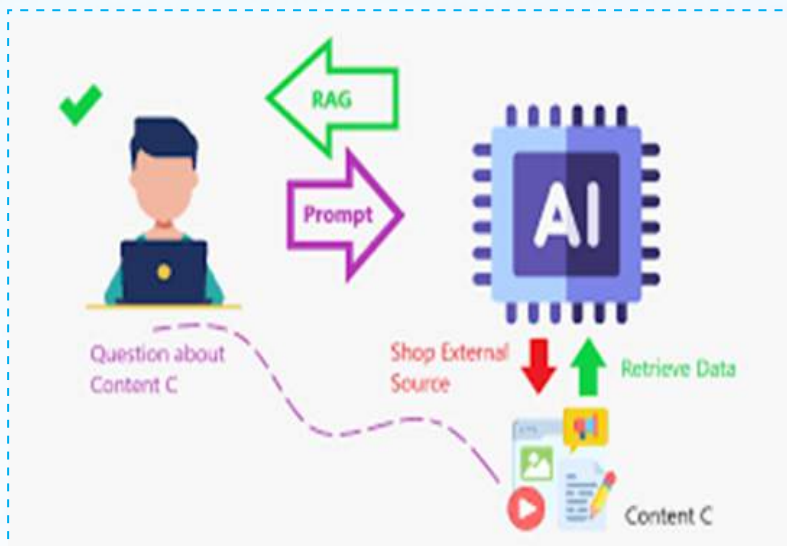 RAG
Prompt
AI
Question about
Content C
Shop External
Source
Retrieve Data
Content C